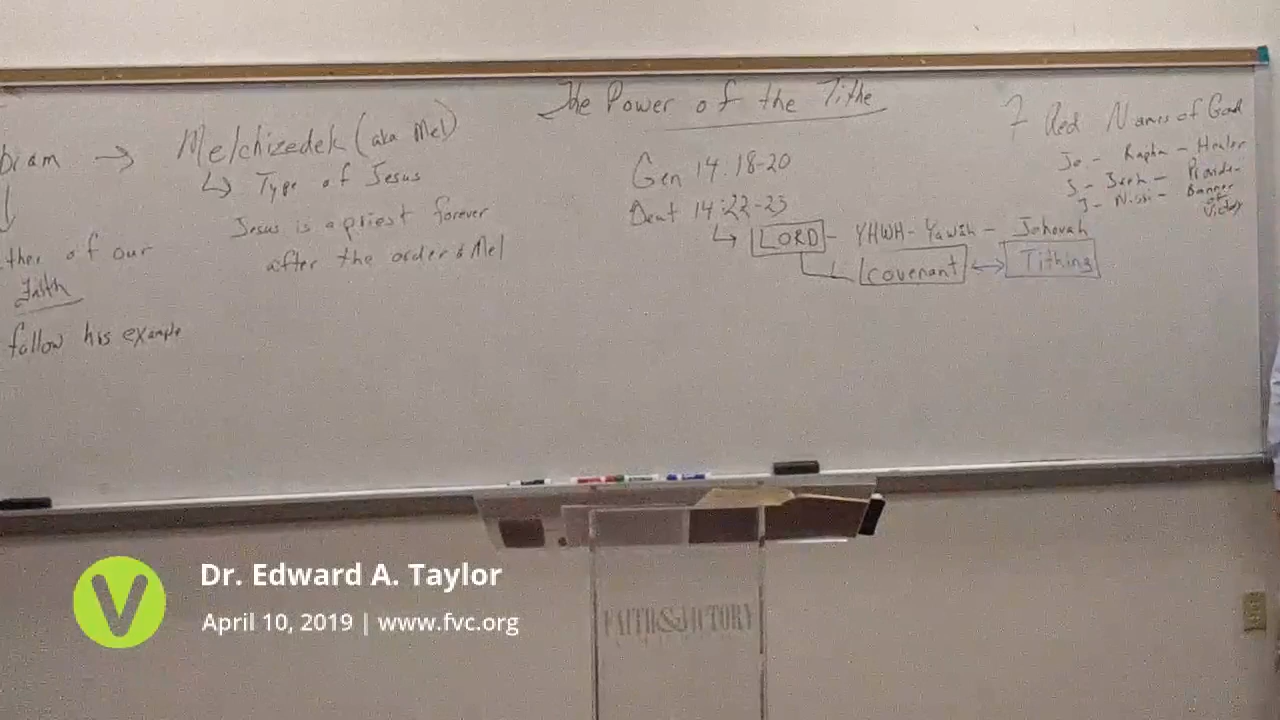 The Power of the Tithe
bram → Melchizedek (aka Mel)
↳ Type of Jesus
Jesus is a priest forever
after the order of Mel
ther of our
Faith
follow his example
Gen 14:18-20
Deut 14:22-23
↳ LORD - YHWH - Yaweh - Jehovah
covenant ↔ Tithing
7 Red Names of God
Je - Rapha - Healer
J - Jireh - Provider
J - Nissi - Banner
of
Victory
FAITH & VICTORY
V
Dr. Edward A. Taylor
April 10, 2019 | www.fvc.org